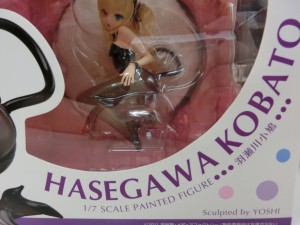 HASEGAWA KOBATO
羽瀬川小鳩
1/7 SCALE PAINTED FIGURE
Sculpted by YOSHI